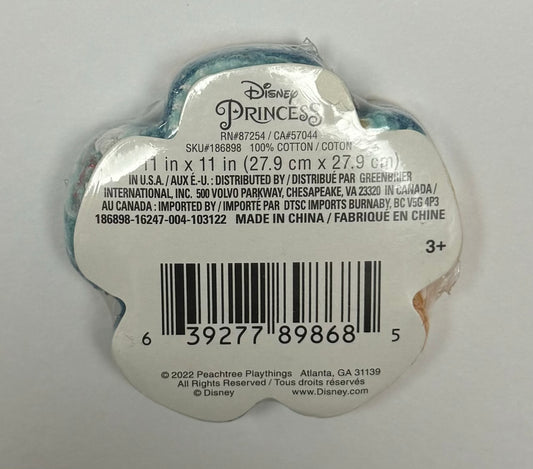 Disney
PRINCESS
RN#87254 / CA#57044
SKU#186898 100% COTTON / COTON
11 in x 11 in (27.9 cm x 27.9 cm)
IN U.S.A. / AUX É.-U. : DISTRIBUTED BY / DISTRIBUÉ PAR GREENBRIER
INTERNATIONAL, INC. 500 VOLVO PARKWAY, CHESAPEAKE, VA 23320 IN CANADA /
AU CANADA : IMPORTED BY / IMPORTÉ PAR DTSC IMPORTS BURNABY, BC V5G 4P3
186898-16247-004-103122 MADE IN CHINA / FABRIQUÉ EN CHINE
3+
6 39277 89868 5
© 2022 Peachtree Playthings Atlanta, GA 31139
All Rights Reserved / Tous droits réservés
© Disney www.Disney.com